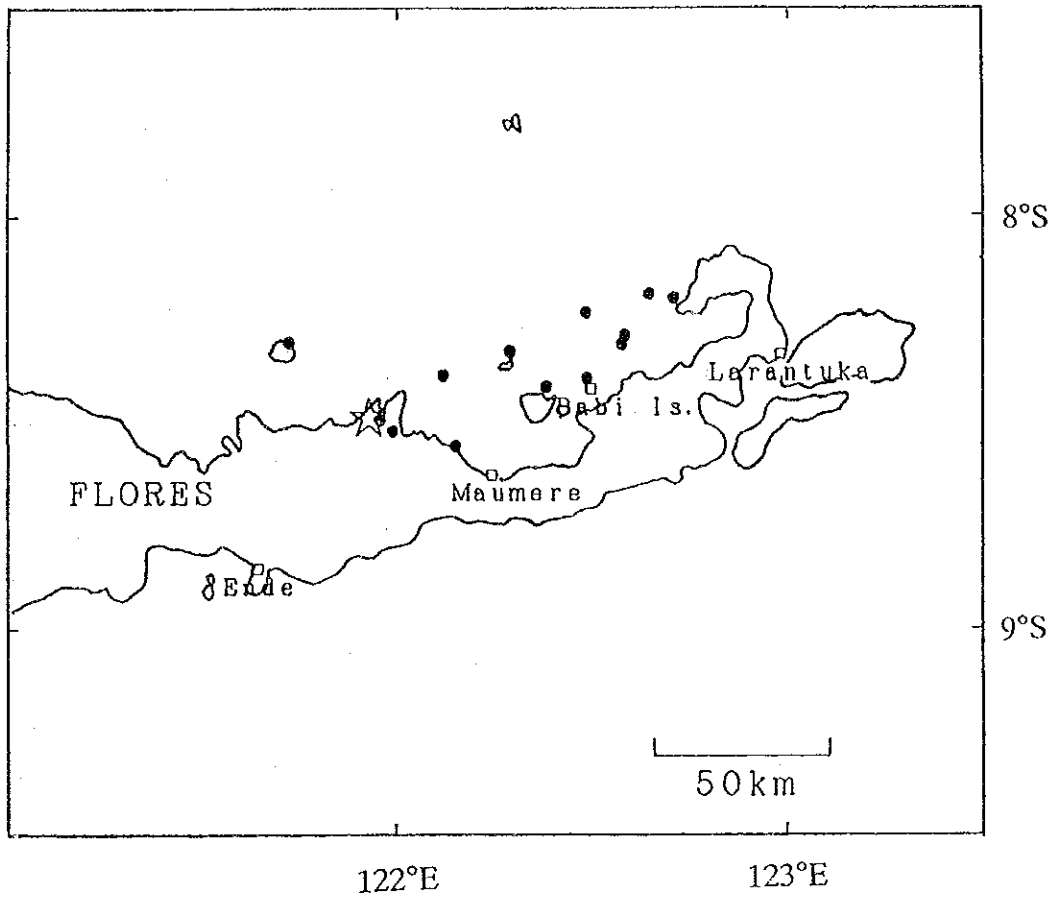 8°S
Larantuka
Babi Is.
FLORES
Maumere
Ende
9°S
50km
122°E
123°E